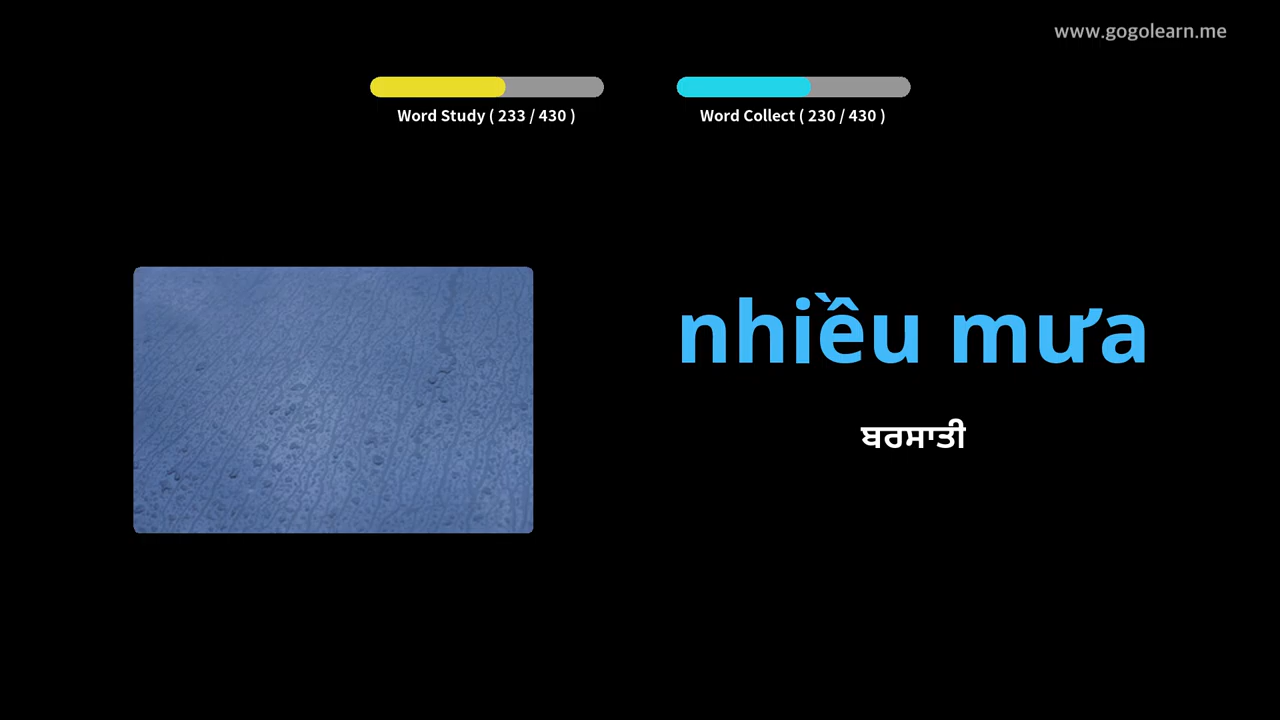 www.gogolearn.me
Word Study ( 233 / 430 )
Word Collect ( 230 / 430 )
nhiều mưa
ਬਰਸਾਤੀ